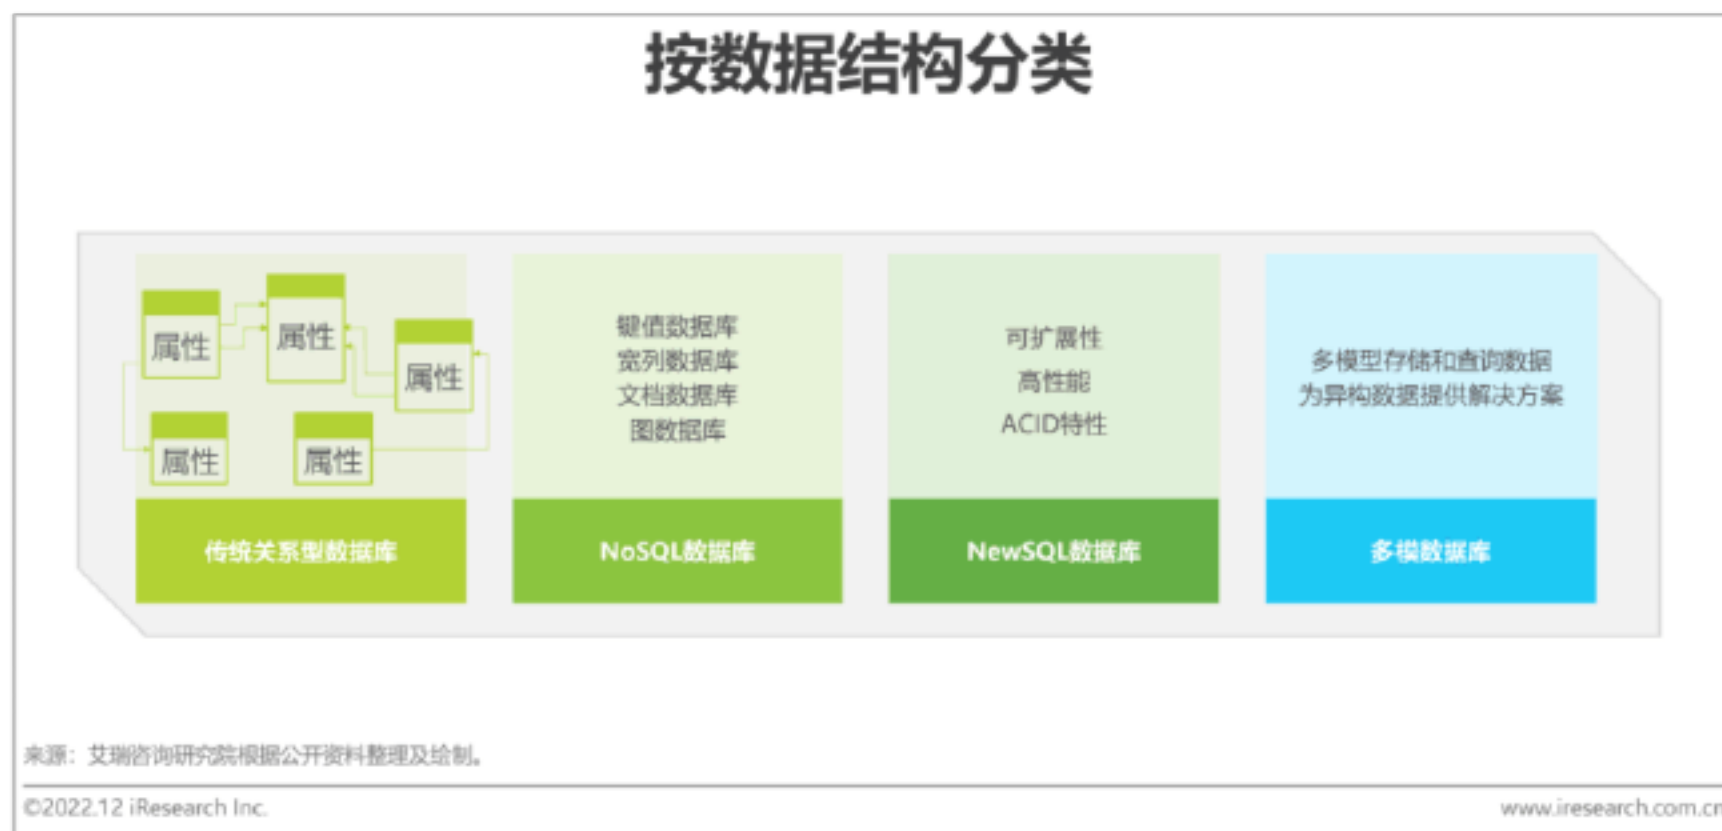 按数据结构分类
属性
属性
属性
属性
属性
传统关系型数据库
键值数据库
宽列数据库
文档数据库
图数据库
NoSQL数据库
可扩展性
高性能
ACID特性
NewSQL数据库
多模型存储和查询数据
为异构数据提供解决方案
多模数据库
来源：艾瑞咨询研究院根据公开资料整理及绘制。
©2022.12 iResearch Inc.
www.iresearch.com.cn